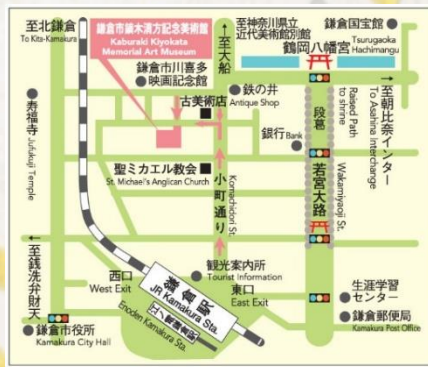 至北鎌倉
To Kita-Kamakura
鎌倉市鏑木清方記念美術館
Kaburaki Kiyokata
Memorial Art Museum
至大船
至神奈川県立
近代美術館別館
鎌倉国宝館
鶴岡八幡宮
Tsurugaoka
Hachimangu
鎌倉市川喜多
映画記念館
古美術店
鉄の井
Antique Shop
銀行 Bank
段葛
Raised Path
to shrine
至朝比奈インター
To Asahina interchange
寿福寺 Jufukuji Temple
聖ミカエル教会
St. Michael's Anglican Church
小町通り
Komachidori St.
若宮大路
Wakamiyaoji St.
至銭洗弁財天
西口
West Exit
鎌倉駅
JR Kamakura Sta.
江ノ電鎌倉駅
Enoden Kamakura Sta.
観光案内所
Tourist Information
東口
East Exit
生涯学習
センター
鎌倉郵便局
Kamakura Post Office
鎌倉市役所
Kamakura City Hall